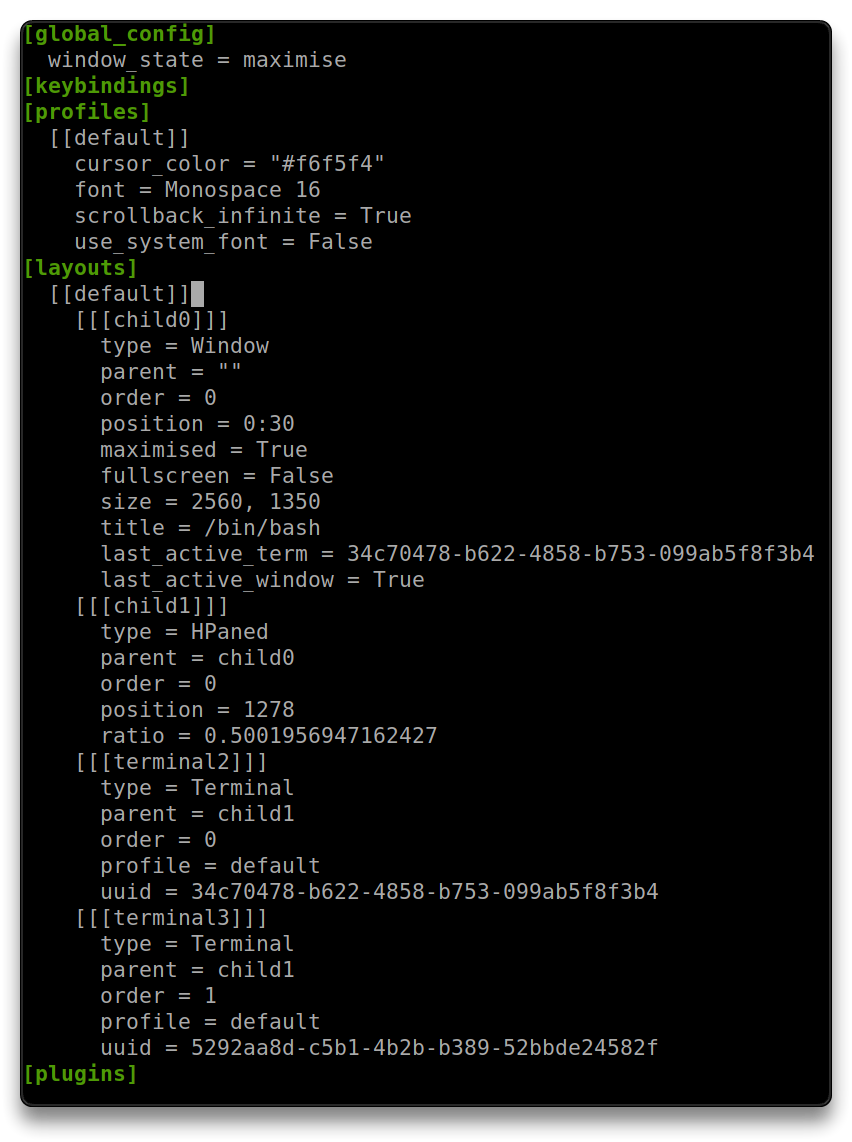 [global_config]
  window_state = maximise
[keybindings]
[profiles]
  [[default]]
    cursor_color = "#f6f5f4"
    font = Monospace 16
    scrollback_infinite = True
    use_system_font = False
[layouts]
  [[default]]
    [[[child0]]]
      type = Window
      parent = ""
      order = 0
      position = 0:30
      maximised = True
      fullscreen = False
      size = 2560, 1350
      title = /bin/bash
      last_active_term = 34c70478-b622-4858-b753-099ab5f8f3b4
      last_active_window = True
    [[[child1]]]
      type = HPaned
      parent = child0
      order = 0
      position = 1278
      ratio = 0.5001956947162427
    [[[terminal2]]]
      type = Terminal
      parent = child1
      order = 0
      profile = default
      uuid = 34c70478-b622-4858-b753-099ab5f8f3b4
    [[[terminal3]]]
      type = Terminal
      parent = child1
      order = 1
      profile = default
      uuid = 5292aa8d-c5b1-4b2b-b389-52bbde24582f
[plugins]